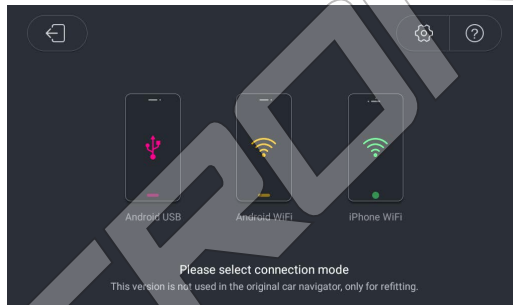 Android USB
Android WiFi
iPhone WiFi
Please select connection mode
This version is not used in the original car navigator, only for refitting.